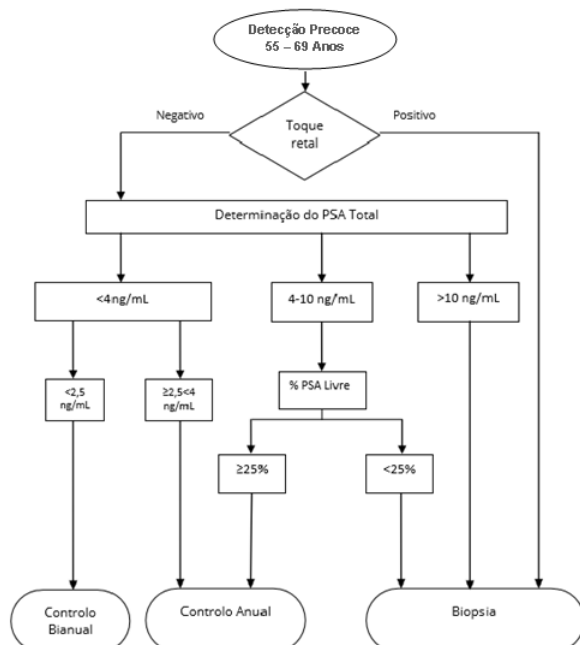 Detecção Precoce
55 – 69 Anos
Negativo
Toque
retal
Positivo
Determinação do PSA Total
<4ng/mL
4-10 ng/mL
>10 ng/mL
<2,5
ng/mL
≥2,5<4
ng/mL
% PSA Livre
≥25%
<25%
Controlo
Bianual
Controlo Anual
Biopsia